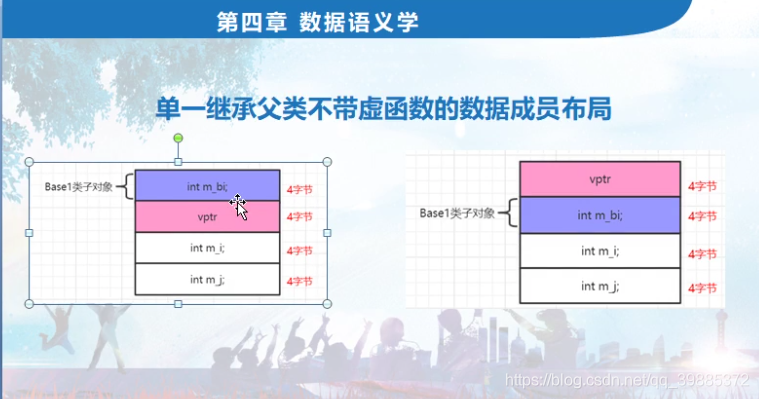 第四章 数据语义学
单一继承父类不带虚函数的数据成员布局
Base1类子对象
int m_bi;
4字节
vptr
4字节
int m_i;
4字节
int m_j;
4字节
vptr
4字节
Base1类子对象
int m_bi;
4字节
int m_i;
4字节
int m_j;
4字节
https://blog.csdn.net/qq_39885372